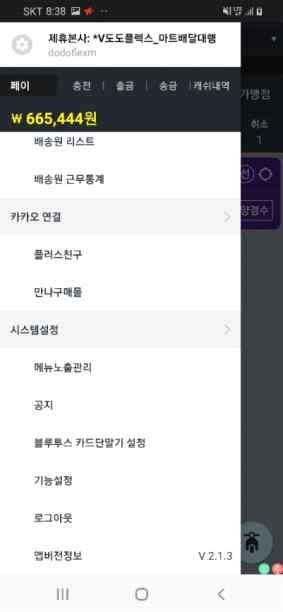 SKT 8:38
제휴본사: *V도도플렉스_마트배달대행
dodoflexm
페이 | 충전 | 출금 | 송금 | 캐쉬내역
₩ 665,444원
가맹점
취소
1
배송원 리스트
배송원 근무통계
선
양경수
카카오 연결
플러스친구
만나구매몰
시스템설정
메뉴노출관리
공지
블루투스 카드단말기 설정
기능설정
로그아웃
앱버전정보 V 2.1.3